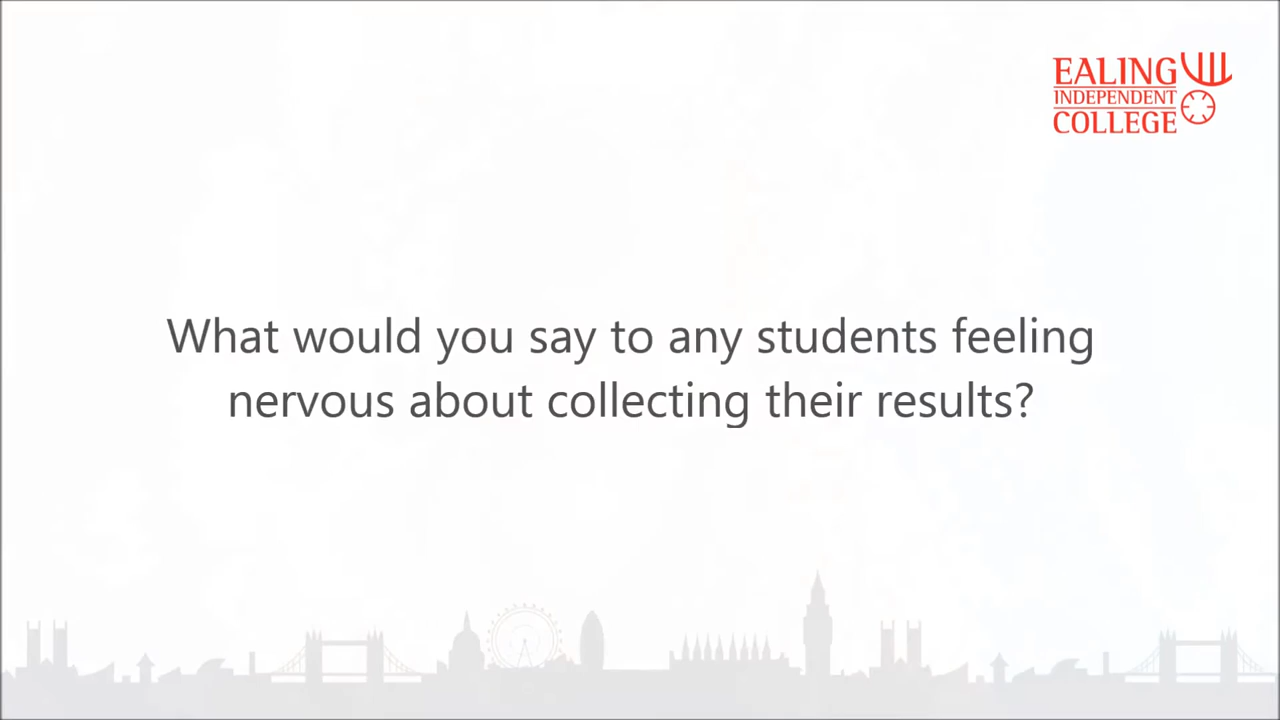 EALING
INDEPENDENT
COLLEGE
What would you say to any students feeling
nervous about collecting their results?